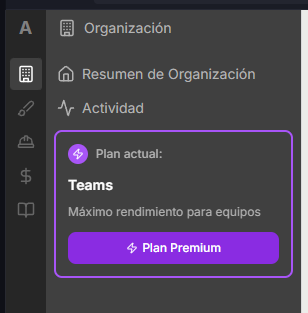 A
Organización
Resumen de Organización
Actividad
Plan actual:
Teams
Máximo rendimiento para equipos
Plan Premium